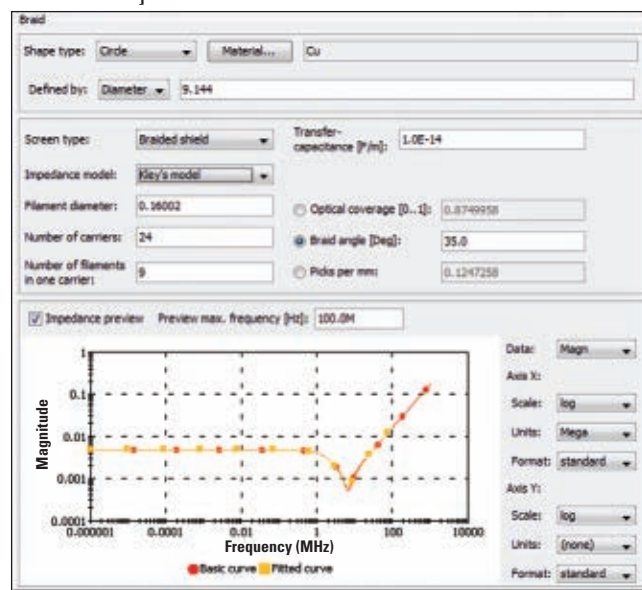 ]
Braid
Shape type: Circle Material... Cu
Defined by: Diameter 9.144
Screen type: Braided shield
Transfer-
capacitance [F/m]: 1.0E-14
Impedance model: Kley's model
Filament diameter: 0.16002
Optical coverage [0..1]: 0.8749958
Number of carriers: 24
Braid angle [Deg]: 35.0
Number of filaments
in one carrier: 9
Picks per mm: 0.1247258
Impedance preview Preview max. frequency [Hz]: 100.0M
Data: Magn
Axis X:
Scale: log
Units: Mega
Format: standard
Axis Y:
Scale: log
Units: (none)
Format: standard
Magnitude
1
0.1
0.01
0.001
0.0001
0.000001 0.0001 0.01 1 100 10000
Frequency (MHz)
Basic curve Fitted curve